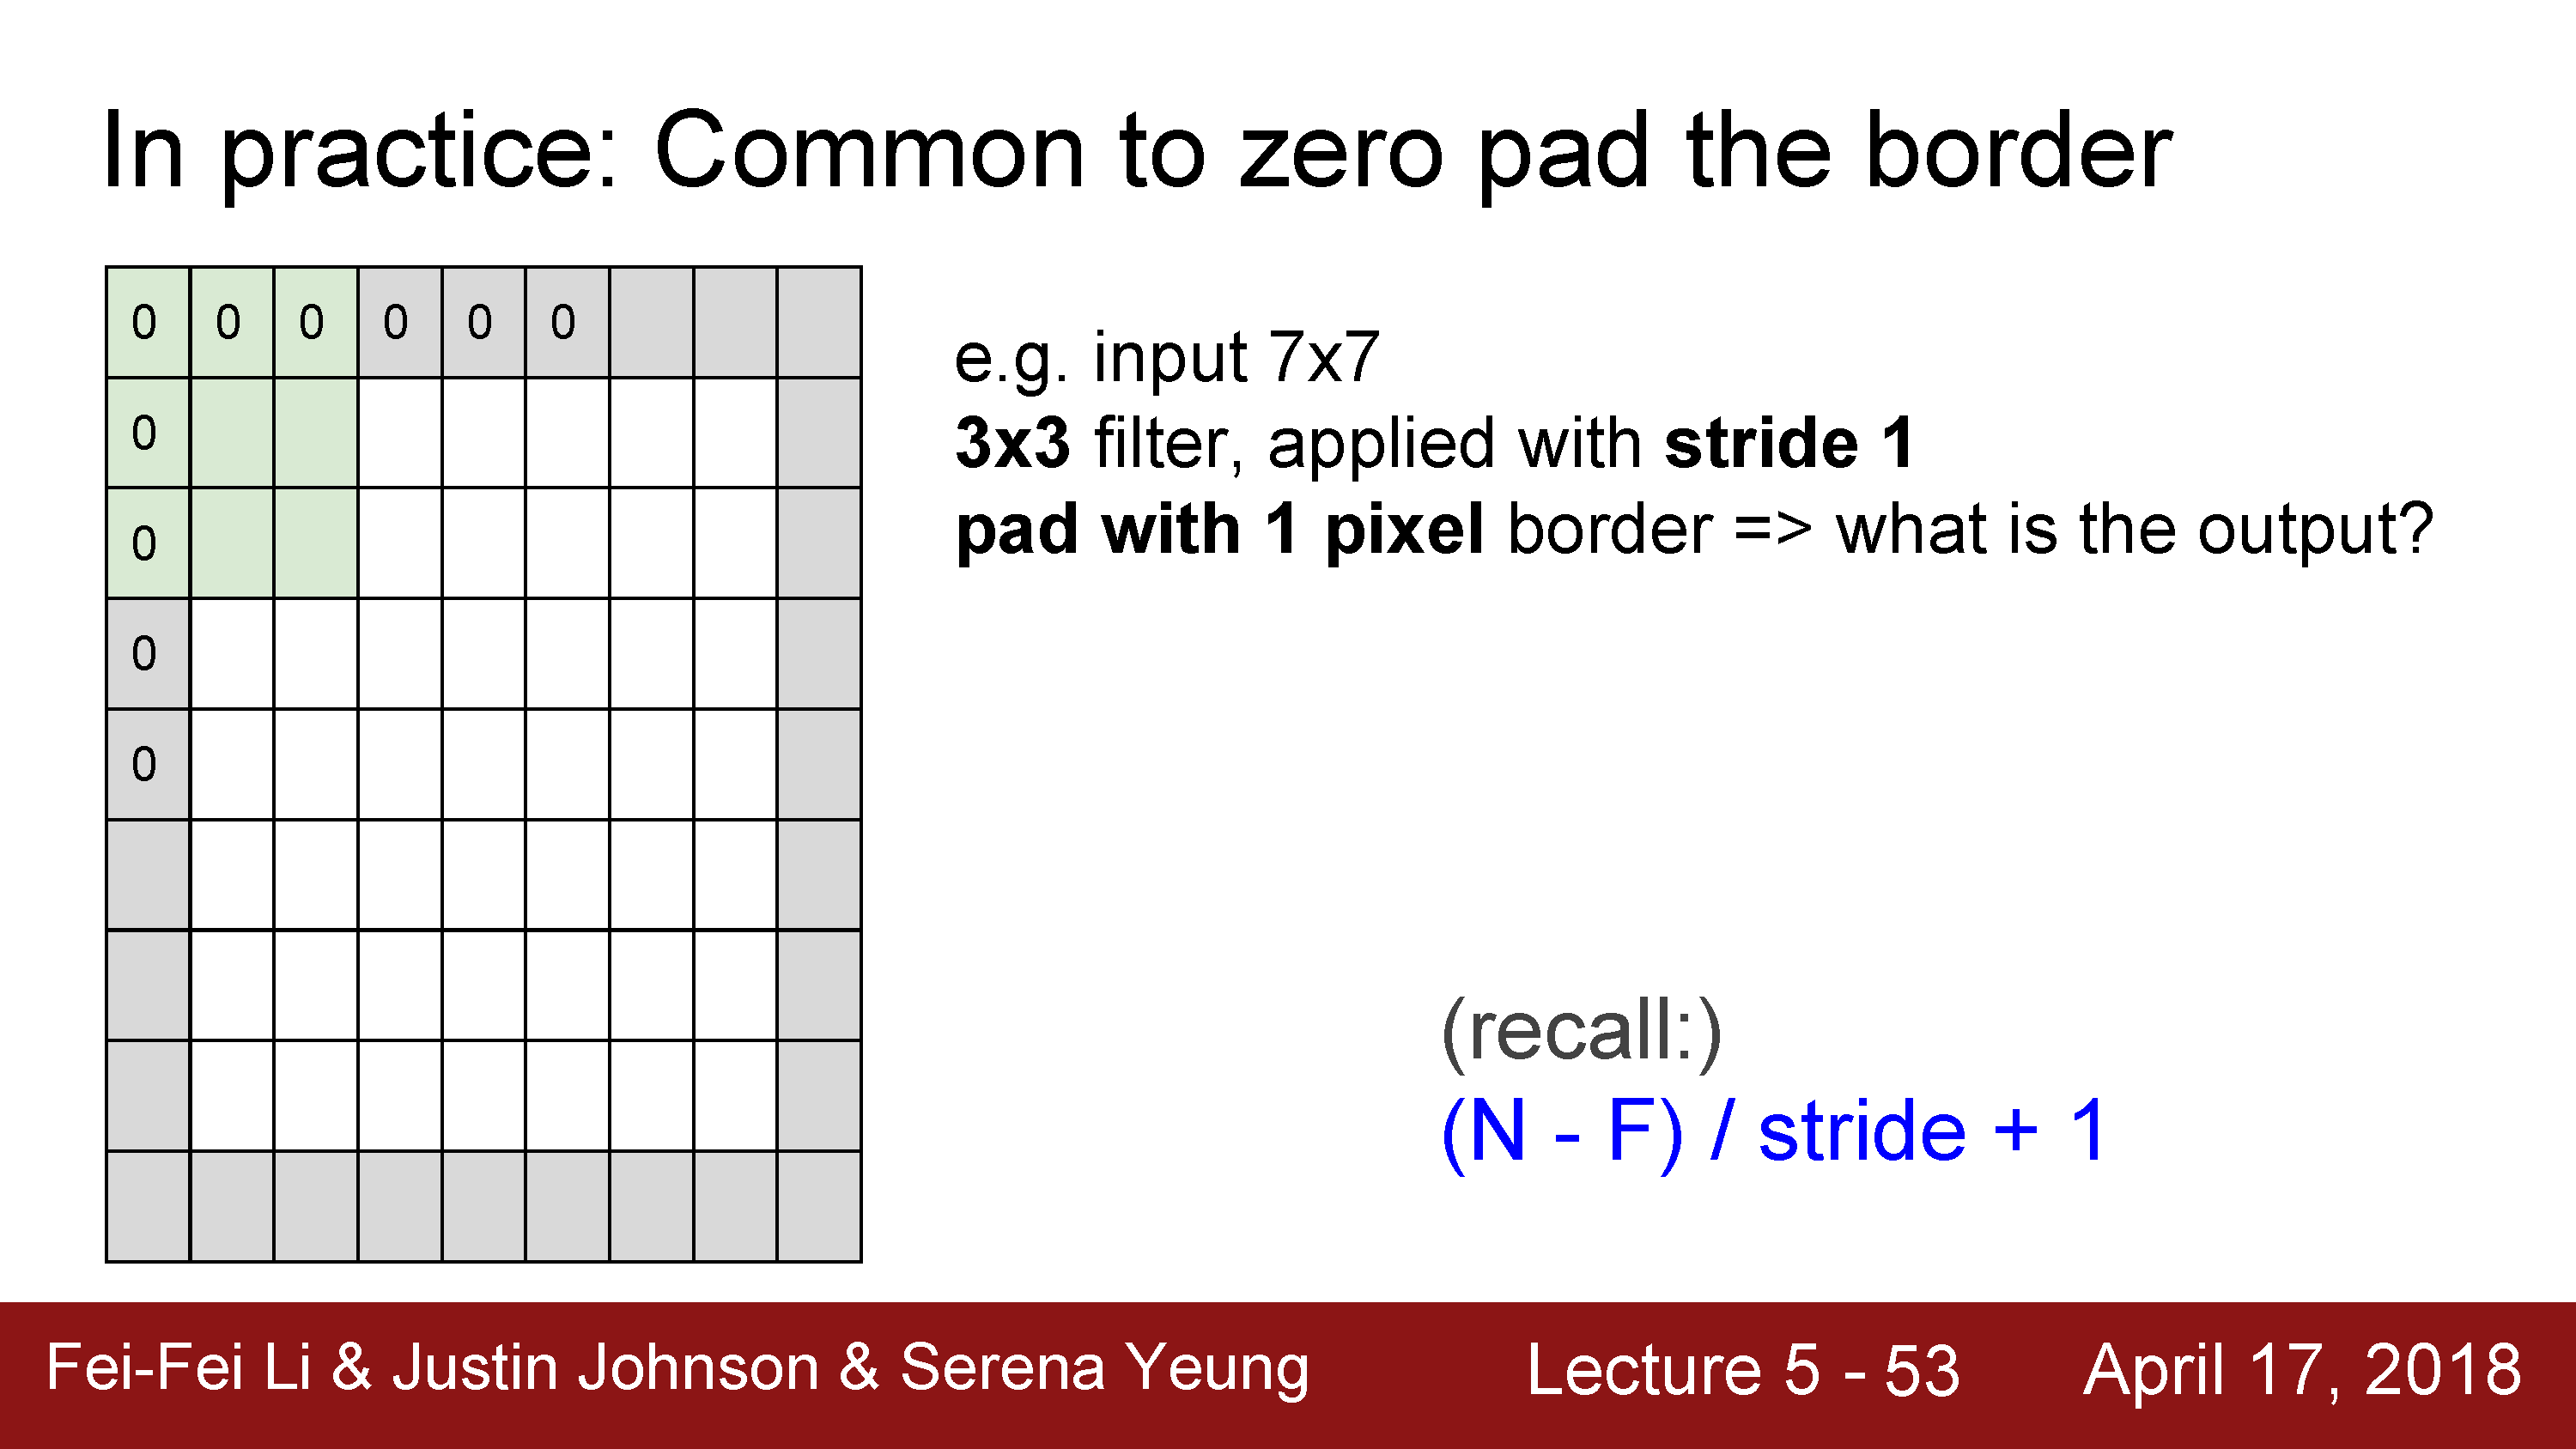 In practice: Common to zero pad the border
0 0 0 0 0 0
0
0
0
0
e.g. input 7x7
3x3 filter, applied with stride 1
pad with 1 pixel border => what is the output?
(recall:)
(N - F) / stride + 1
Fei-Fei Li & Justin Johnson & Serena Yeung Lecture 5 - 53 April 17, 2018